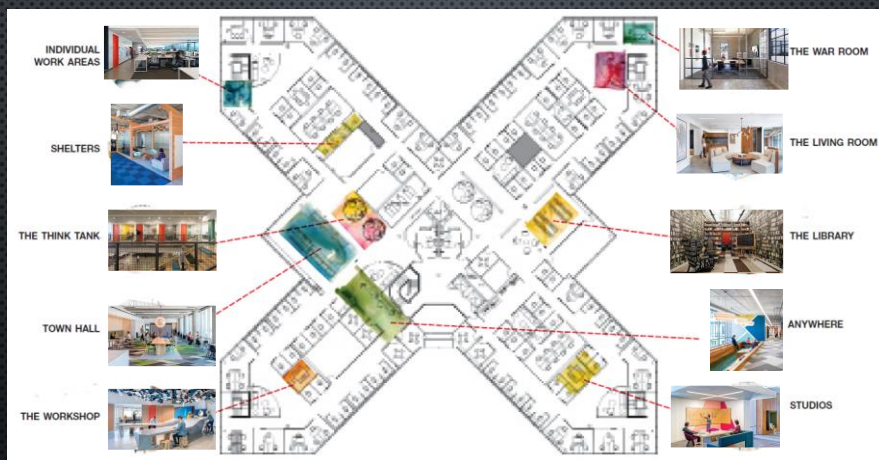 INDIVIDUAL
WORK AREAS
SHELTERS
THE THINK TANK
TOWN HALL
THE WORKSHOP
THE WAR ROOM
THE LIVING ROOM
THE LIBRARY
ANYWHERE
STUDIOS